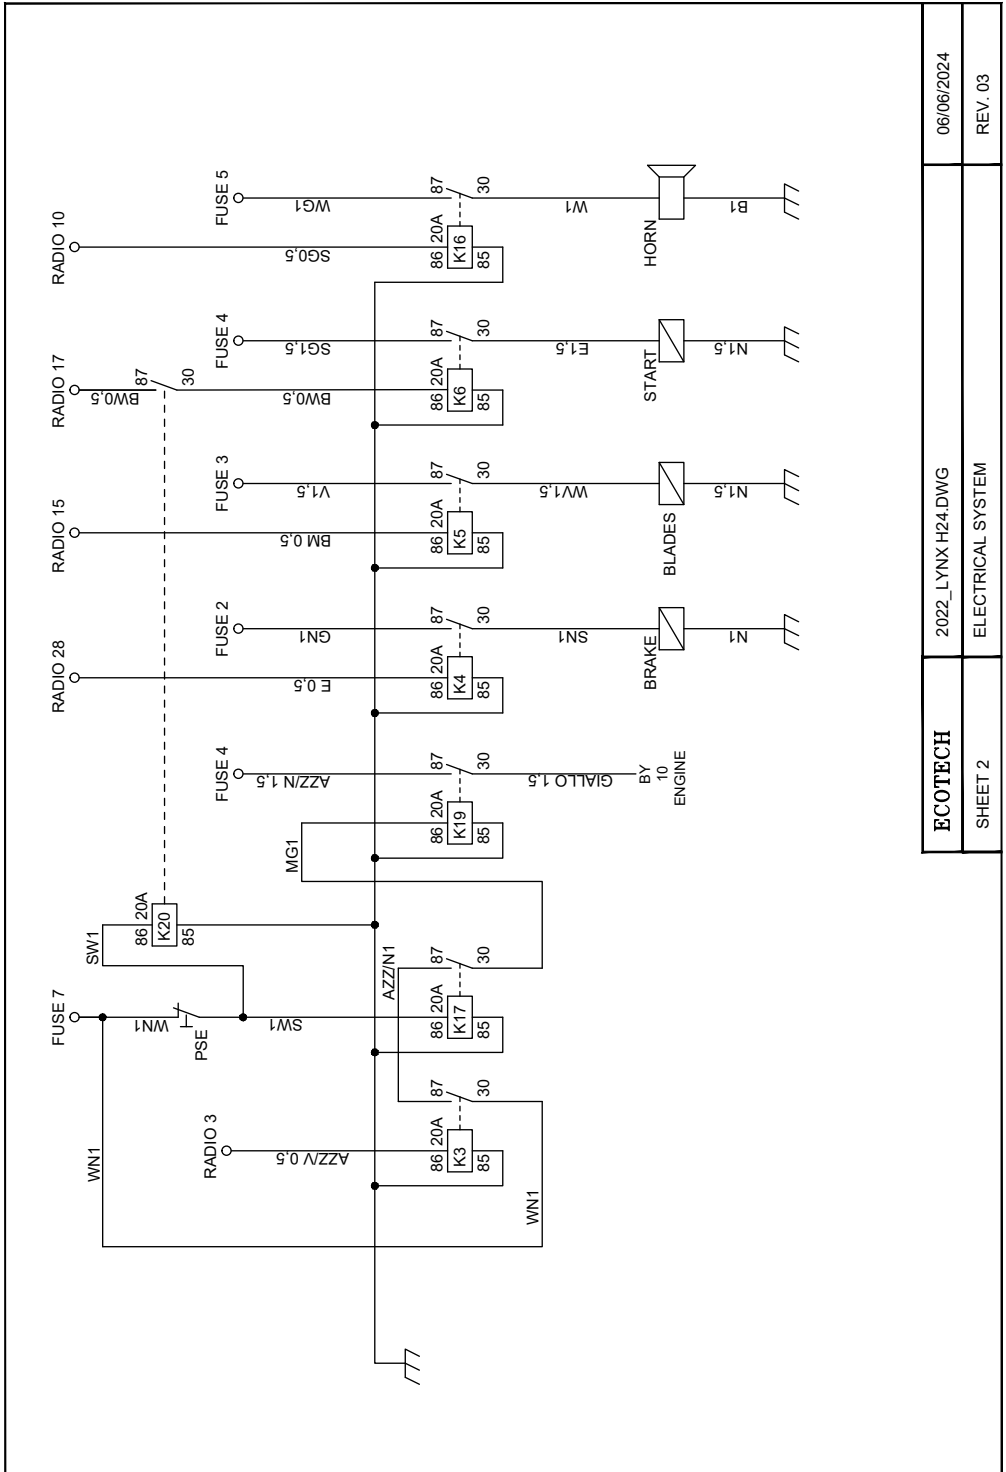 FUSE 7
RADIO 28
RADIO 15
RADIO 17
RADIO 10
WN1
SW1
BW0,5
86 20A
87
WN1
K20
85
30
PSE
RADIO 3
FUSE 4
FUSE 2
FUSE 3
FUSE 4
FUSE 5
AZZ/V 0,5
SW1
MG1
AZZ/N 1,5
E 0,5
GN1
BM 0,5
V1,5
BW0,5
SG1,5
SG0,5
WG1
AZZ/N1
86 20A 87
86 20A 87
86 20A 87
86 20A 87
86 20A 87
86 20A 87
86 20A 87
K3
K17
K19
K4
K5
K6
K16
85 30
85 30
85 30
85 30
85 30
85 30
85 30
WN1
GIALLO 1,5
SN1
WV1,5
E1,5
W1
BY
10
ENGINE
BRAKE
BLADES
START
HORN
N1
N1,5
N1,5
B1
ECOTECH
2022_LYNX H24.DWG
06/06/2024
SHEET 2
ELECTRICAL SYSTEM
REV. 03